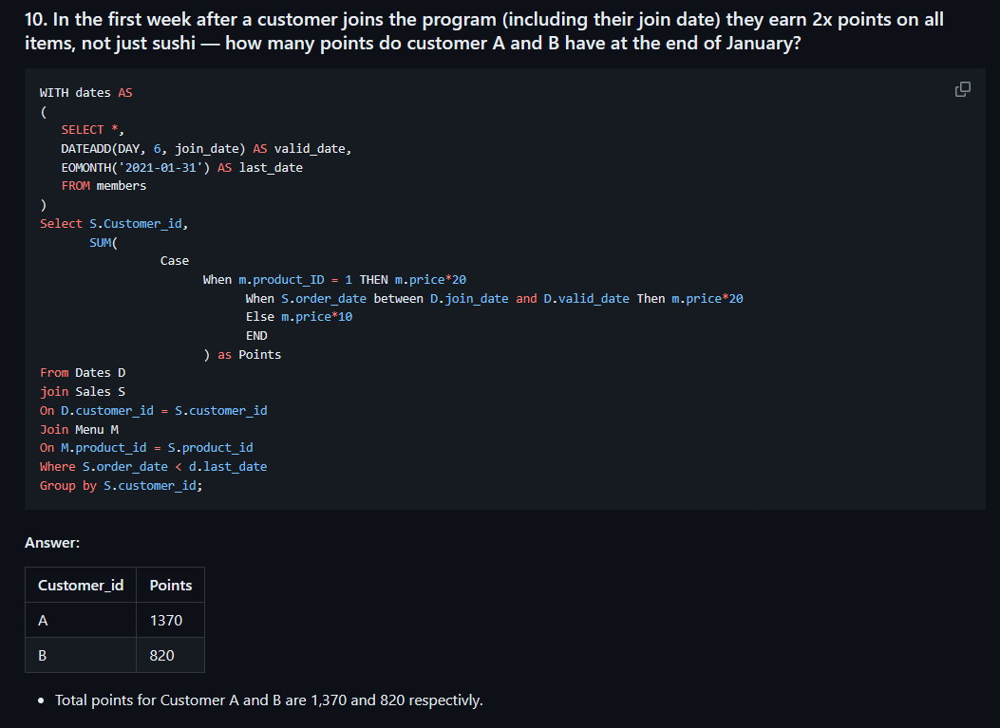 10. In the first week after a customer joins the program (including their join date) they earn 2x points on all
items, not just sushi — how many points do customer A and B have at the end of January?
WITH dates AS
(
SELECT *,
DATEADD(DAY, 6, join_date) AS valid_date,
EOMONTH('2021-01-31') AS last_date
FROM members
)
Select S.Customer_id,
SUM(
Case
When m.product_ID = 1 THEN m.price*20
When S.order_date between D.join_date and D.valid_date Then m.price*20
Else m.price*10
END
) as Points
From Dates D
join Sales S
On D.customer_id = S.customer_id
Join Menu M
On M.product_id = S.product_id
Where S.order_date < d.last_date
Group by S.customer_id;
Answer:
Customer_id Points
A 1370
B 820
• Total points for Customer A and B are 1,370 and 820 respectivly.